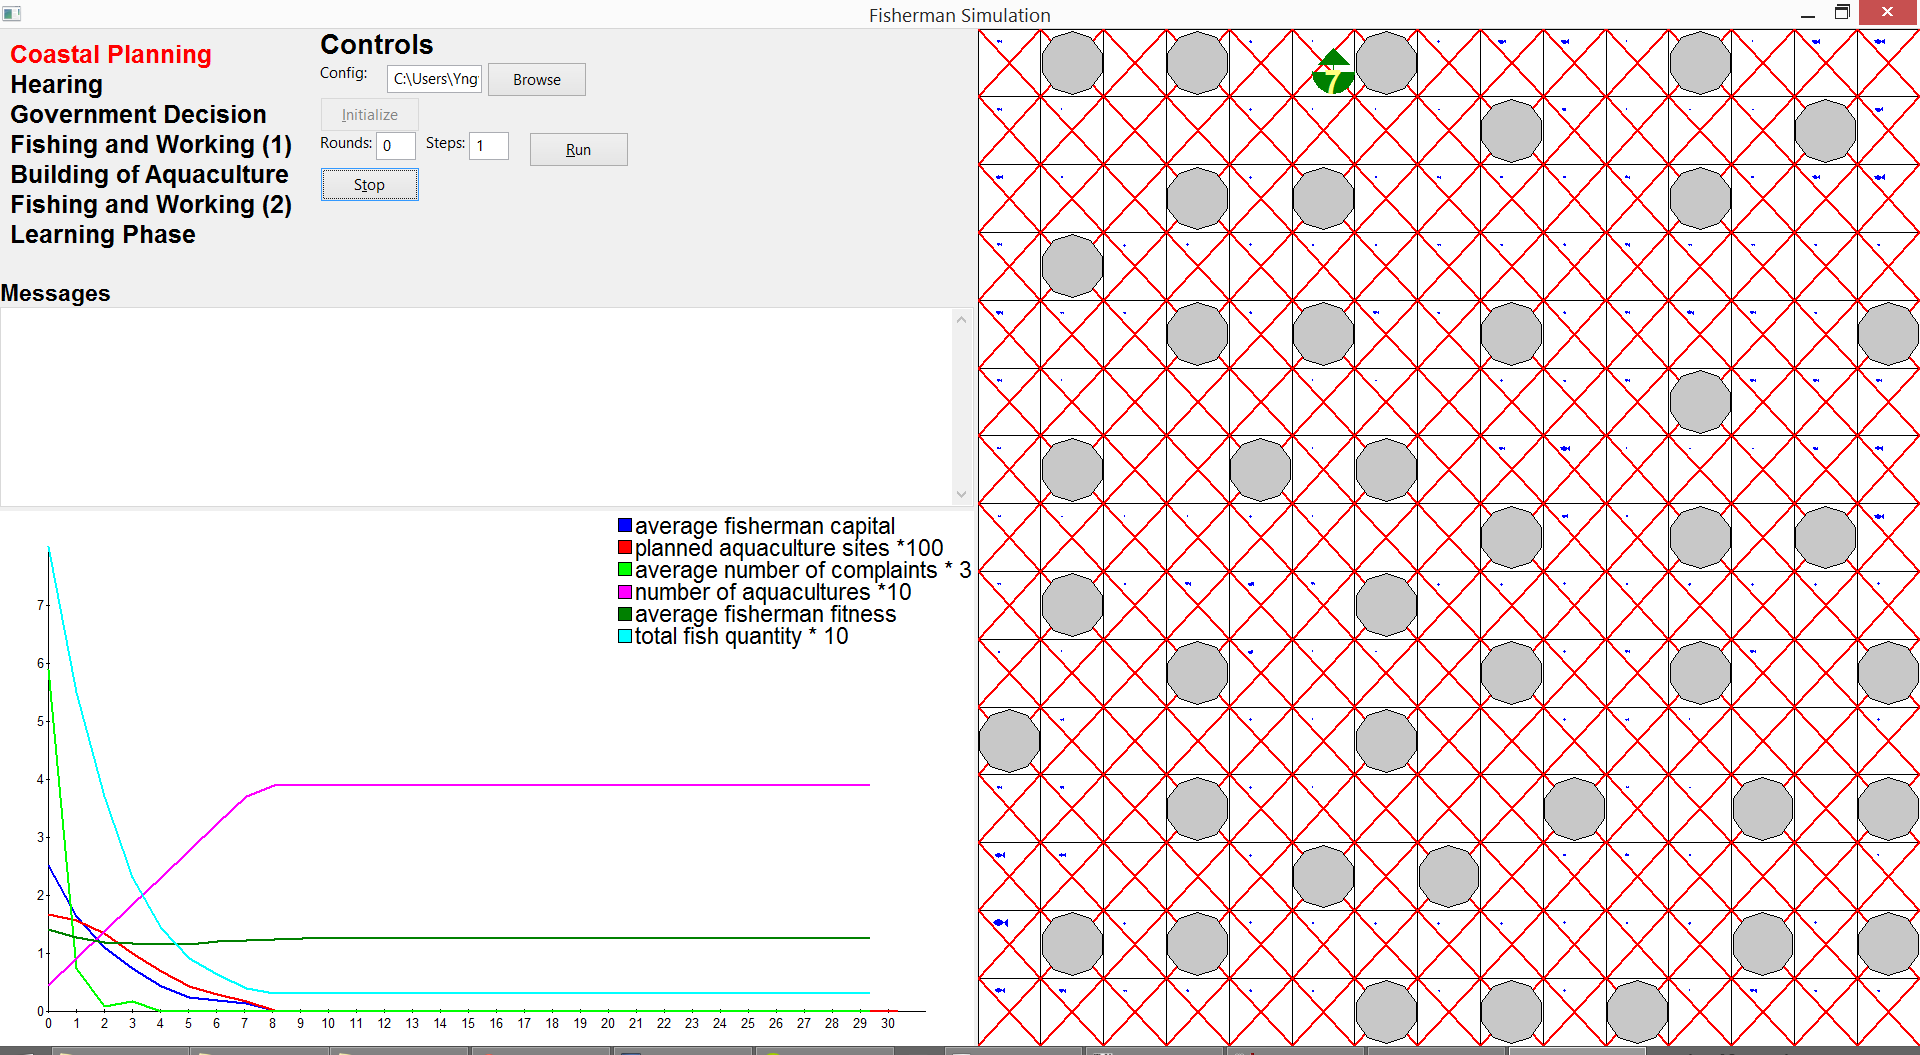 Fisherman Simulation
Coastal Planning
Hearing
Government Decision
Fishing and Working (1)
Building of Aquaculture
Fishing and Working (2)
Learning Phase
Controls
Config: C:\Users\Yng Browse
Initialize
Rounds: 0 Steps: 1 Run
Stop
Messages
average fisherman capital
planned aquaculture sites *100
average number of complaints * 3
number of aquacultures *10
average fisherman fitness
total fish quantity * 10
7
6
5
4
3
2
1
0
0 1 2 3 4 5 6 7 8 9 10 11 12 13 14 15 16 17 18 19 20 21 22 23 24 25 26 27 28 29 30
7